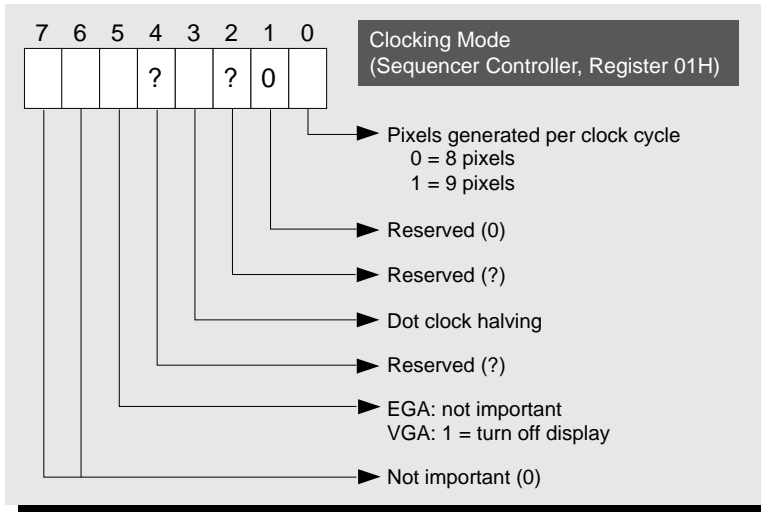 7 6 5 4 3 2 1 0
? ? 0
Clocking Mode
(Sequencer Controller, Register 01H)
Pixels generated per clock cycle
0 = 8 pixels
1 = 9 pixels
Reserved (0)
Reserved (?)
Dot clock halving
Reserved (?)
EGA: not important
VGA: 1 = turn off display
Not important (0)